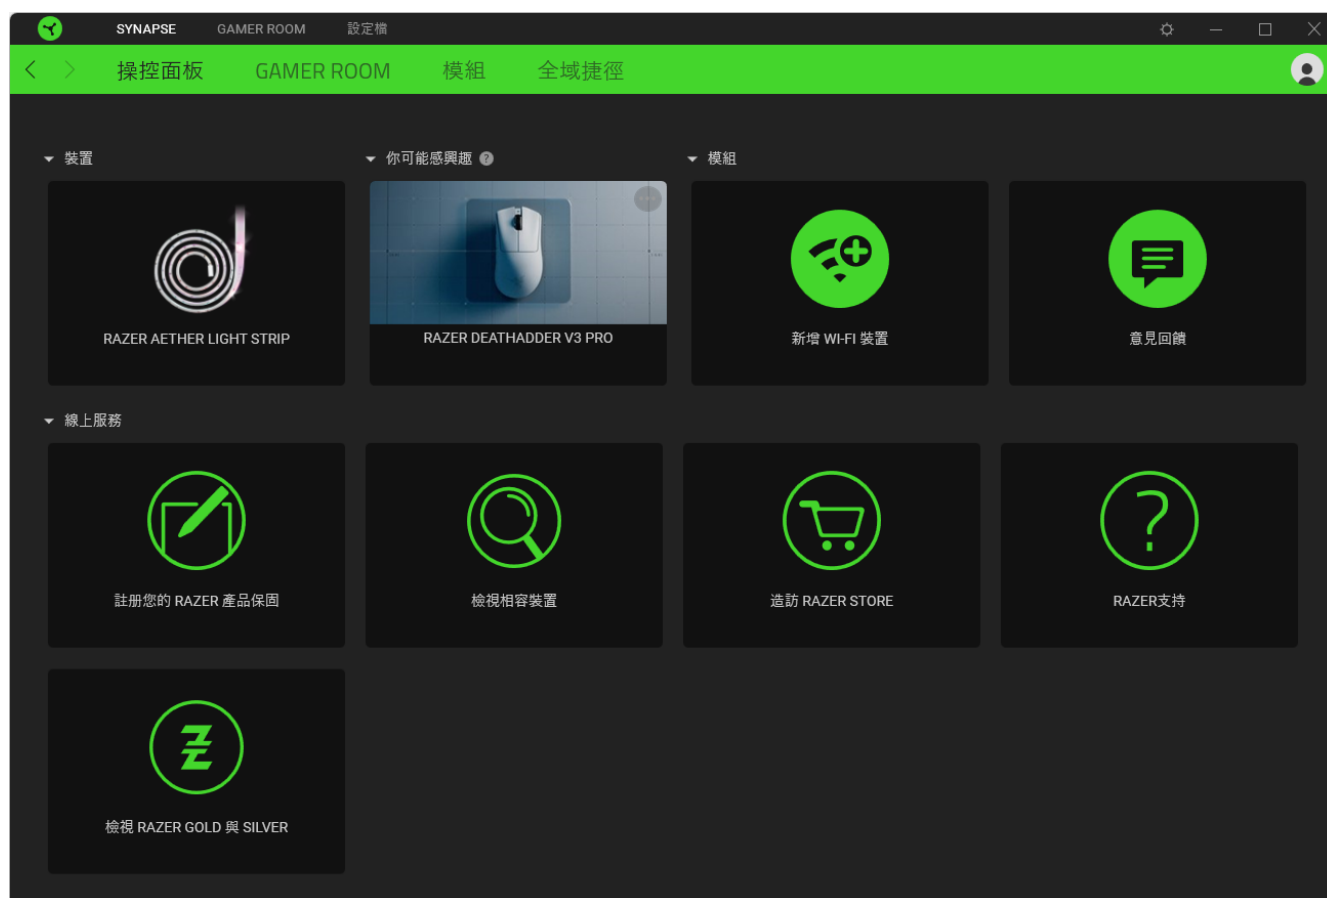 SYNAPSE GAMER ROOM 設定檔
操控面板 GAMER ROOM 模組 全域捷徑
裝置 你可能感興趣 ? 模組
RAZER AETHER LIGHT STRIP RAZER DEATHADDER V3 PRO 新增 WI-FI 裝置 意見回饋
線上服務
註册您的 RAZER 產品保固 檢視相容裝置 造訪 RAZER STORE RAZER支持
檢視 RAZER GOLD 與 SILVER